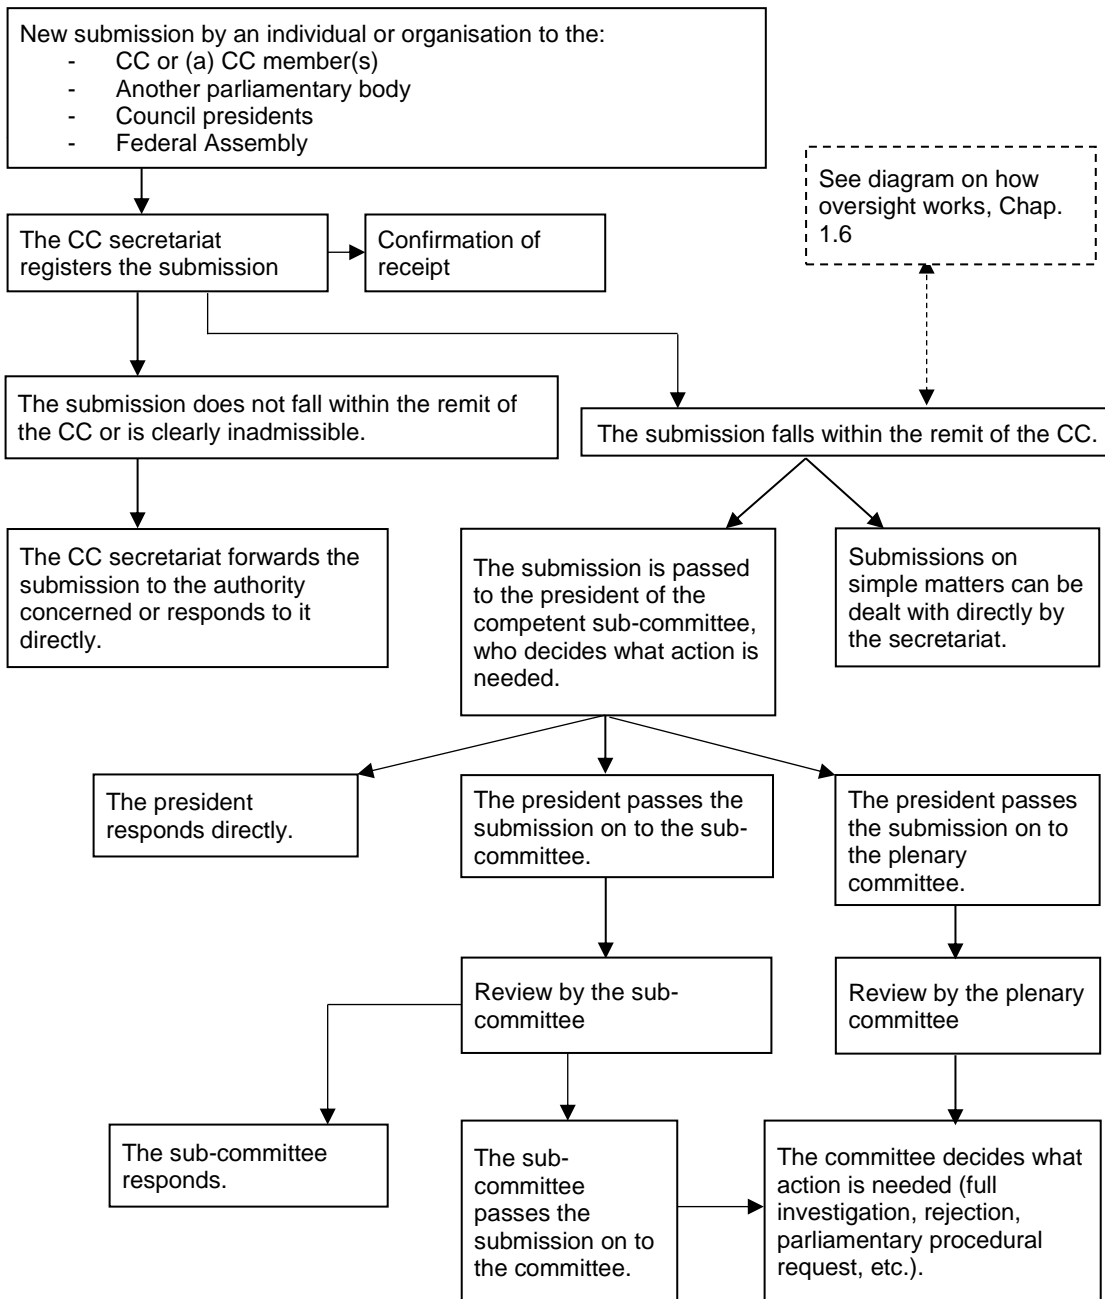 New submission by an individual or organisation to the:
- CC or (a) CC member(s)
- Another parliamentary body
- Council presidents
- Federal Assembly
See diagram on how
oversight works, Chap.
1.6
The CC secretariat
registers the submission
Confirmation of
receipt
The submission does not fall within the remit of
the CC or is clearly inadmissible.
The submission falls within the remit of the CC.
The CC secretariat forwards the
submission to the authority
concerned or responds to it
directly.
The submission is passed
to the president of the
competent sub-committee,
who decides what action is
needed.
Submissions on
simple matters can be
dealt with directly by
the secretariat.
The president
responds directly.
The president passes the
submission on to the sub-
committee.
The president passes
the submission on to
the plenary
committee.
Review by the sub-
committee
Review by the plenary
committee
The sub-committee
responds.
The sub-
committee
passes the
submission on to
the committee.
The committee decides what
action is needed (full
investigation, rejection,
parliamentary procedural
request, etc.).